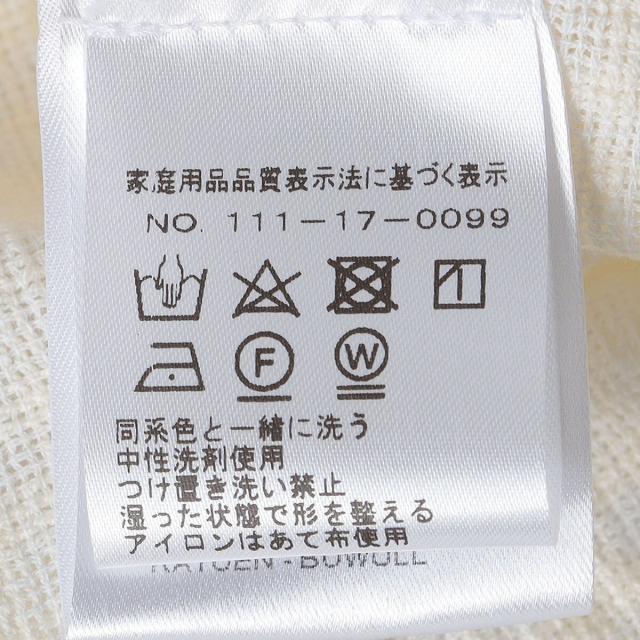 家庭用品品質表示法に基づく表示
NO. 111-17-0099
F
W
同系色と一緒に洗う
中性洗剤使用
つけ置き洗い禁止
湿った状態で形を整える
アイロンはあて布使用